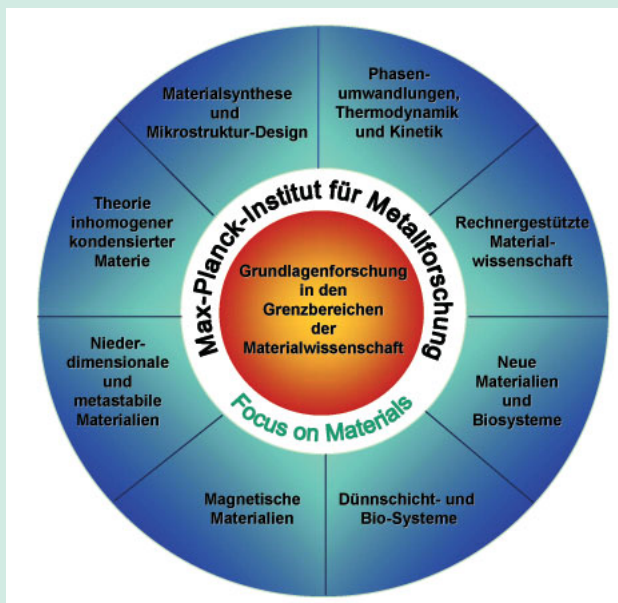 Materialsynthese
und
Mikrostruktur-Design
Phasen-
umwandlungen,
Thermodynamik
und Kinetik
Theorie
inhomogener
kondensierter
Materie
Rechnergestützte
Material-
wissenschaft
Max-Planck-Institut für Metallforschung
Grundlagenforschung
in den
Grenzbereichen
der
Materialwissenschaft
Focus on Materials
Nieder-
dimensionale
und
metastabile
Materialien
Neue
Materialien
und
Biosysteme
Magnetische
Materialien
Dünnschicht- und
Bio-Systeme